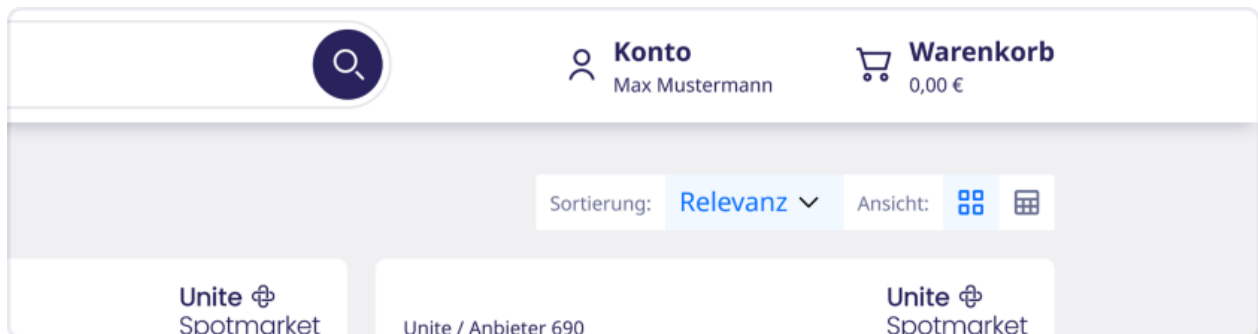 Konto
Max Mustermann
Warenkorb
0,00 €
Sortierung: Relevanz Ansicht:
Unite
Spotmarket
Unite / Anbieter 690
Unite
Spotmarket